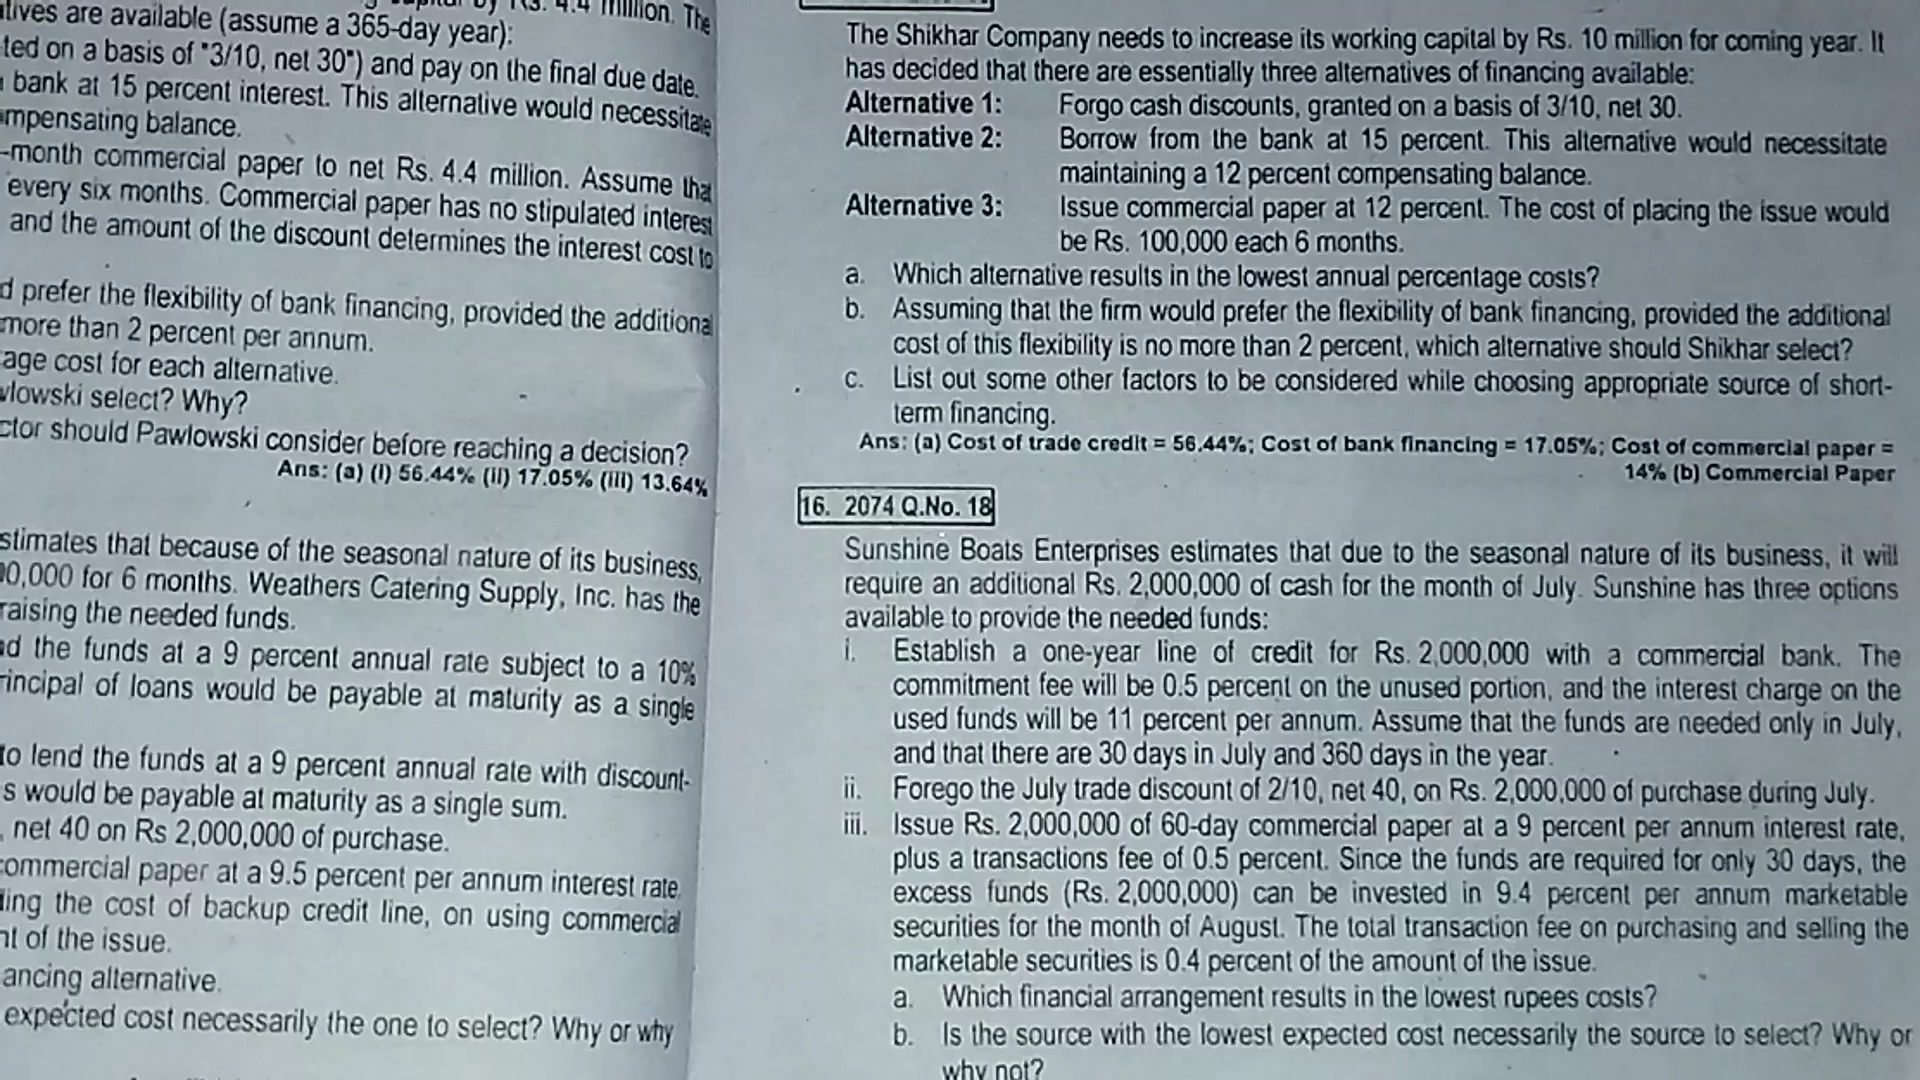 by Rs. 4.4 million. The
tives are available (assume a 365-day year):
ted on a basis of "3/10, net 30") and pay on the final due date.
bank at 15 percent interest. This alternative would necessitate
mpensating balance.
-month commercial paper to net Rs. 4.4 million. Assume that
every six months. Commercial paper has no stipulated interest
and the amount of the discount determines the interest cost to
d prefer the flexibility of bank financing, provided the additional
more than 2 percent per annum.
age cost for each alternative.
wlowski select? Why?
ctor should Pawlowski consider before reaching a decision?
Ans: (a) (i) 56.44% (ii) 17.05% (iii) 13.64%
stimates that because of the seasonal nature of its business,
00,000 for 6 months. Weathers Catering Supply, Inc. has the
raising the needed funds.
d the funds at a 9 percent annual rate subject to a 10%
rincipal of loans would be payable at maturity as a single
to lend the funds at a 9 percent annual rate with discount-
s would be payable at maturity as a single sum.
, net 40 on Rs 2,000,000 of purchase.
commercial paper at a 9.5 percent per annum interest rate.
ding the cost of backup credit line, on using commercial
nt of the issue.
ancing alternative.
expected cost necessarily the one to select? Why or why
The Shikhar Company needs to increase its working capital by Rs. 10 million for coming year. It
has decided that there are essentially three alternatives of financing available:
Alternative 1: Forgo cash discounts, granted on a basis of 3/10, net 30.
Alternative 2: Borrow from the bank at 15 percent. This alternative would necessitate
maintaining a 12 percent compensating balance.
Alternative 3: Issue commercial paper at 12 percent. The cost of placing the issue would
be Rs. 100,000 each 6 months.
a. Which alternative results in the lowest annual percentage costs?
b. Assuming that the firm would prefer the flexibility of bank financing, provided the additional
cost of this flexibility is no more than 2 percent, which alternative should Shikhar select?
c. List out some other factors to be considered while choosing appropriate source of short-
term financing.
Ans: (a) Cost of trade credit = 56.44%; Cost of bank financing = 17.05%; Cost of commercial paper =
14% (b) Commercial Paper
16. 2074 Q.No. 18
Sunshine Boats Enterprises estimates that due to the seasonal nature of its business, it will
require an additional Rs. 2,000,000 of cash for the month of July. Sunshine has three options
available to provide the needed funds:
i. Establish a one-year line of credit for Rs. 2,000,000 with a commercial bank. The
commitment fee will be 0.5 percent on the unused portion, and the interest charge on the
used funds will be 11 percent per annum. Assume that the funds are needed only in July,
and that there are 30 days in July and 360 days in the year.
ii. Forego the July trade discount of 2/10, net 40, on Rs. 2,000,000 of purchase during July.
iii. Issue Rs. 2,000,000 of 60-day commercial paper at a 9 percent per annum interest rate,
plus a transactions fee of 0.5 percent. Since the funds are required for only 30 days, the
excess funds (Rs. 2,000,000) can be invested in 9.4 percent per annum marketable
securities for the month of August. The total transaction fee on purchasing and selling the
marketable securities is 0.4 percent of the amount of the issue.
a. Which financial arrangement results in the lowest rupees costs?
b. Is the source with the lowest expected cost necessarily the source to select? Why or
why not?